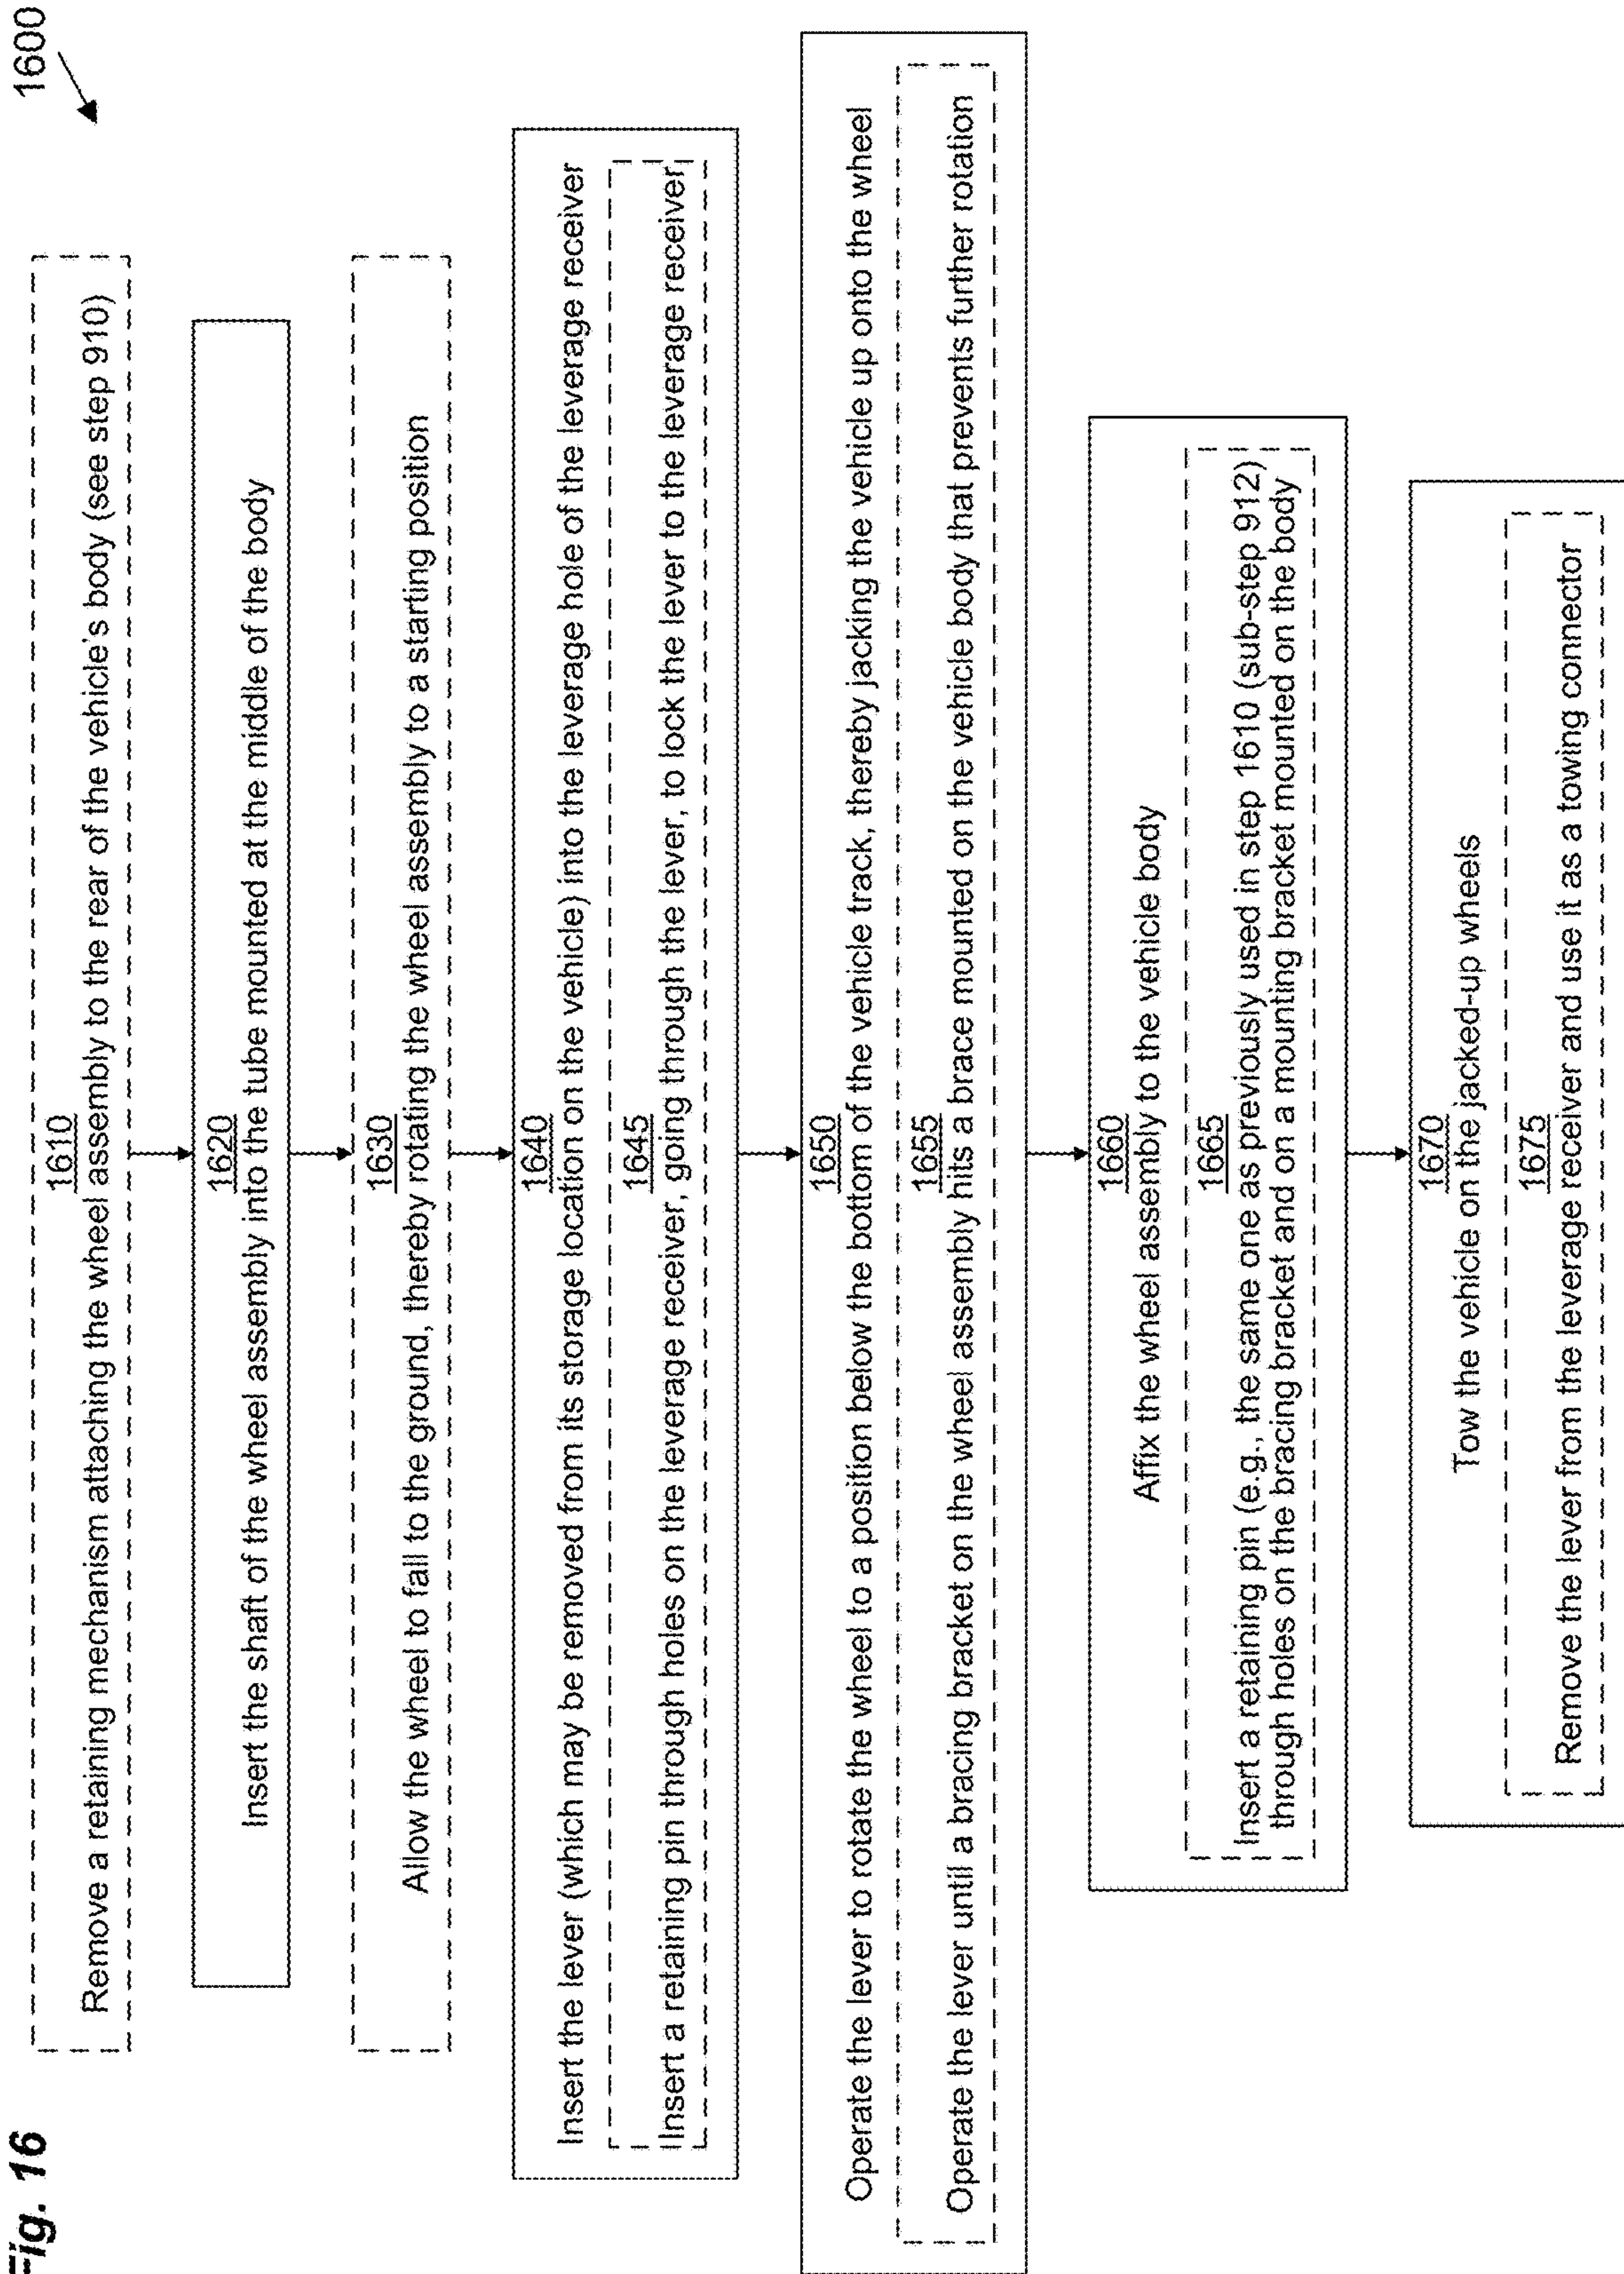 Fig. 16
1600
1610
Remove a retaining mechanism attaching the wheel assembly to the rear of the vehicle's body (see step 910)
1620
Insert the shaft of the wheel assembly into the tube mounted at the middle of the body
1630
Allow the wheel to fall to the ground, thereby rotating the wheel assembly to a starting position
1640
Insert the lever (which may be removed from its storage location on the vehicle) into the leverage hole of the leverage receiver
1645
Insert a retaining pin through holes on the leverage receiver, going through the lever, to lock the lever to the leverage receiver
1650
Operate the lever to rotate the wheel to a position below the bottom of the vehicle track, thereby jacking the vehicle up onto the wheel
1655
Operate the lever until a bracing bracket on the wheel assembly hits a brace mounted on the vehicle body that prevents further rotation
1660
Affix the wheel assembly to the vehicle body
1665
Insert a retaining pin (e.g., the same one as previously used in step 1610 (sub-step 912)
through holes on the bracing bracket and on a mounting bracket mounted on the body
1670
Tow the vehicle on the jacked-up wheels
1675
Remove the lever from the leverage receiver and use it as a towing connector